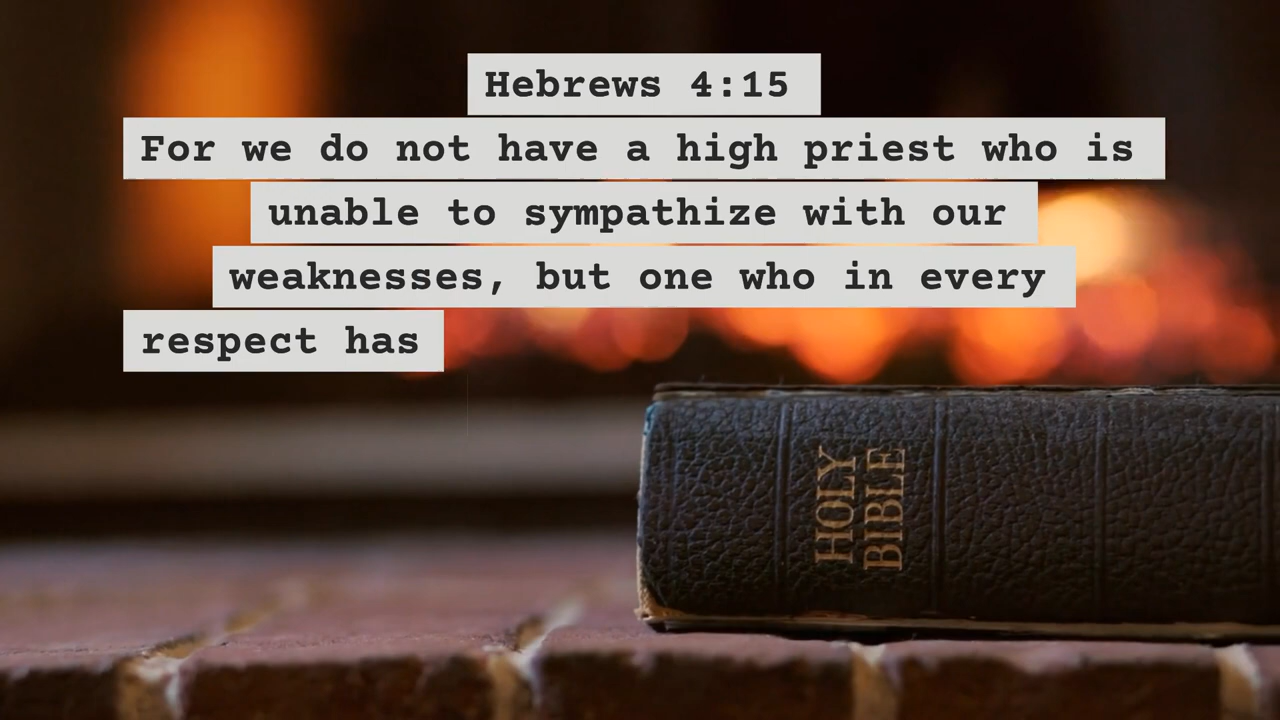 Hebrews 4:15
For we do not have a high priest who is
unable to sympathize with our
weaknesses, but one who in every
respect has
HOLY
BIBLE